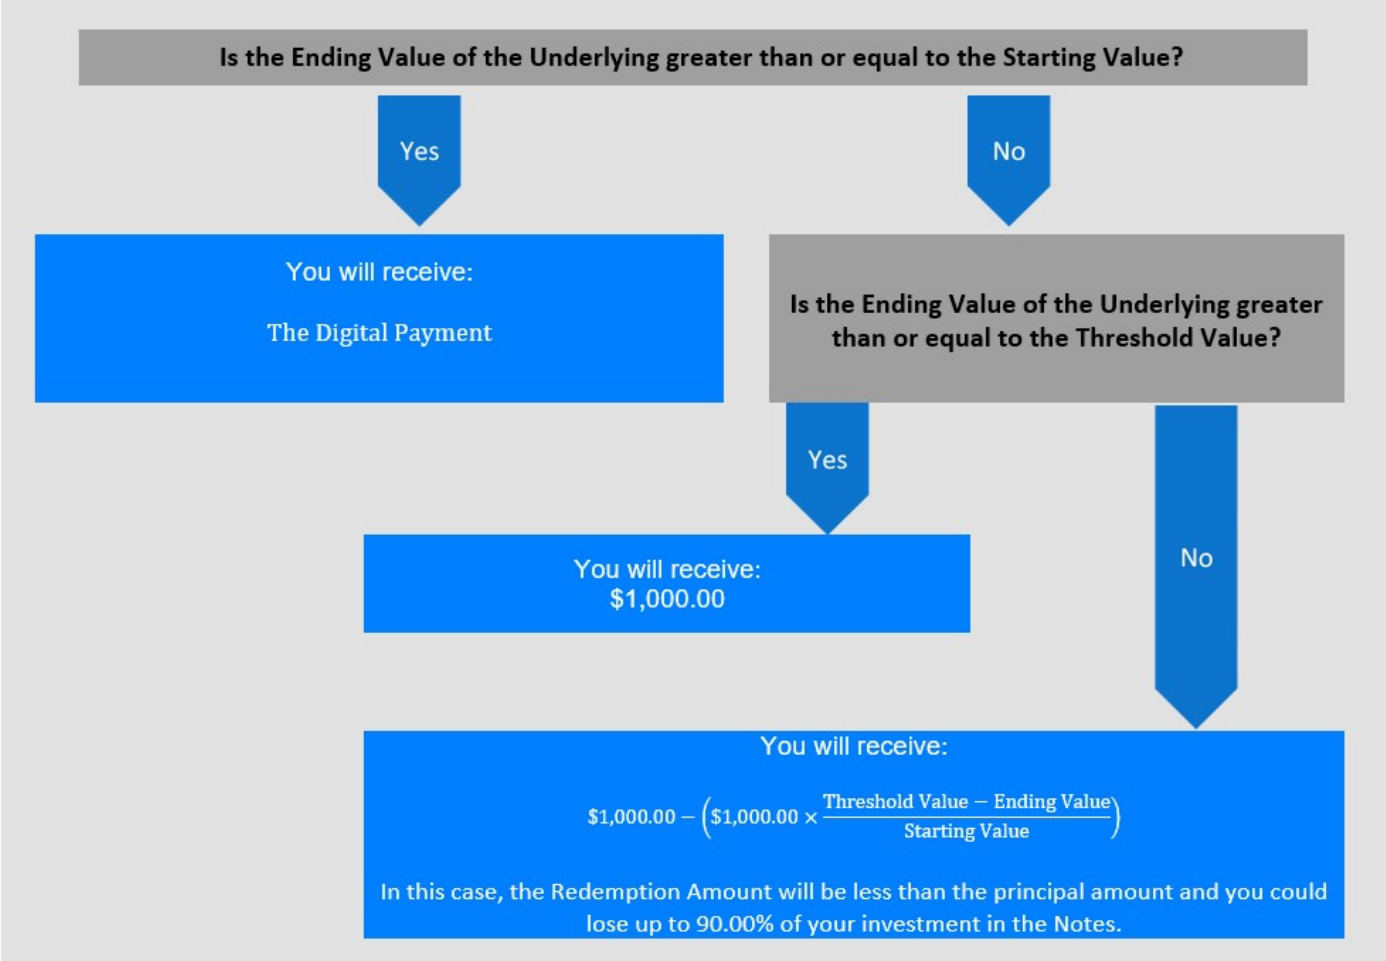 Is the Ending Value of the Underlying greater than or equal to the Starting Value?
Yes
No
You will receive:
The Digital Payment
Is the Ending Value of the Underlying greater
than or equal to the Threshold Value?
Yes
No
You will receive:
$1,000.00
You will receive:
$1,000.00 − ($1,000.00 × Threshold Value − Ending Value
Starting Value)
In this case, the Redemption Amount will be less than the principal amount and you could
lose up to 90.00% of your investment in the Notes.